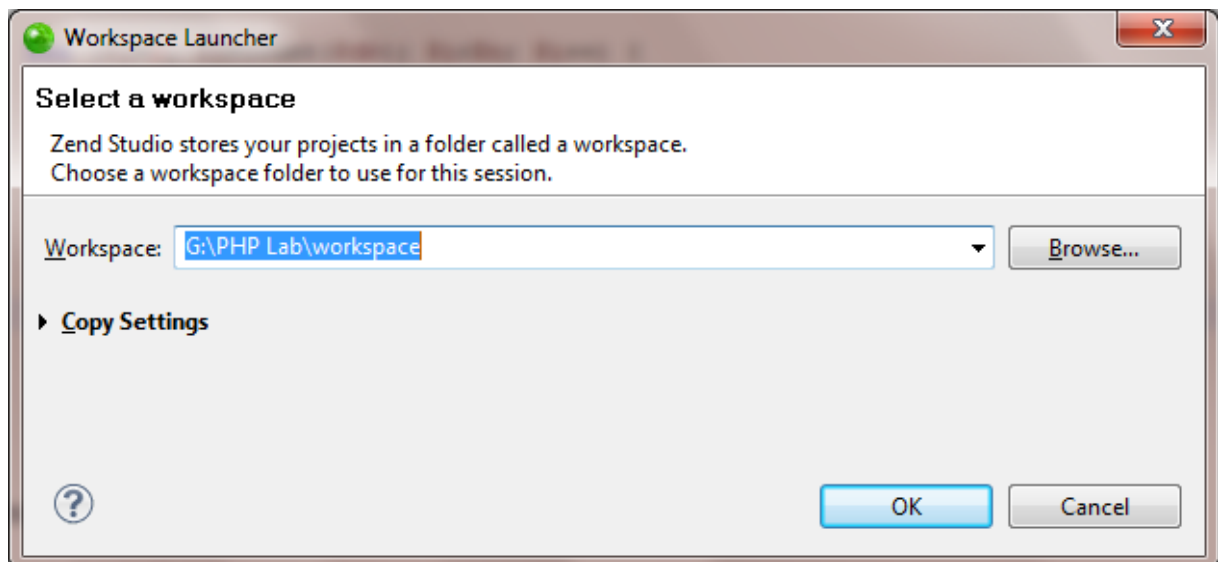 Workspace Launcher
Select a workspace
Zend Studio stores your projects in a folder called a workspace.
Choose a workspace folder to use for this session.
Workspace: G:\PHP Lab\workspace Browse...
Copy Settings
OK Cancel